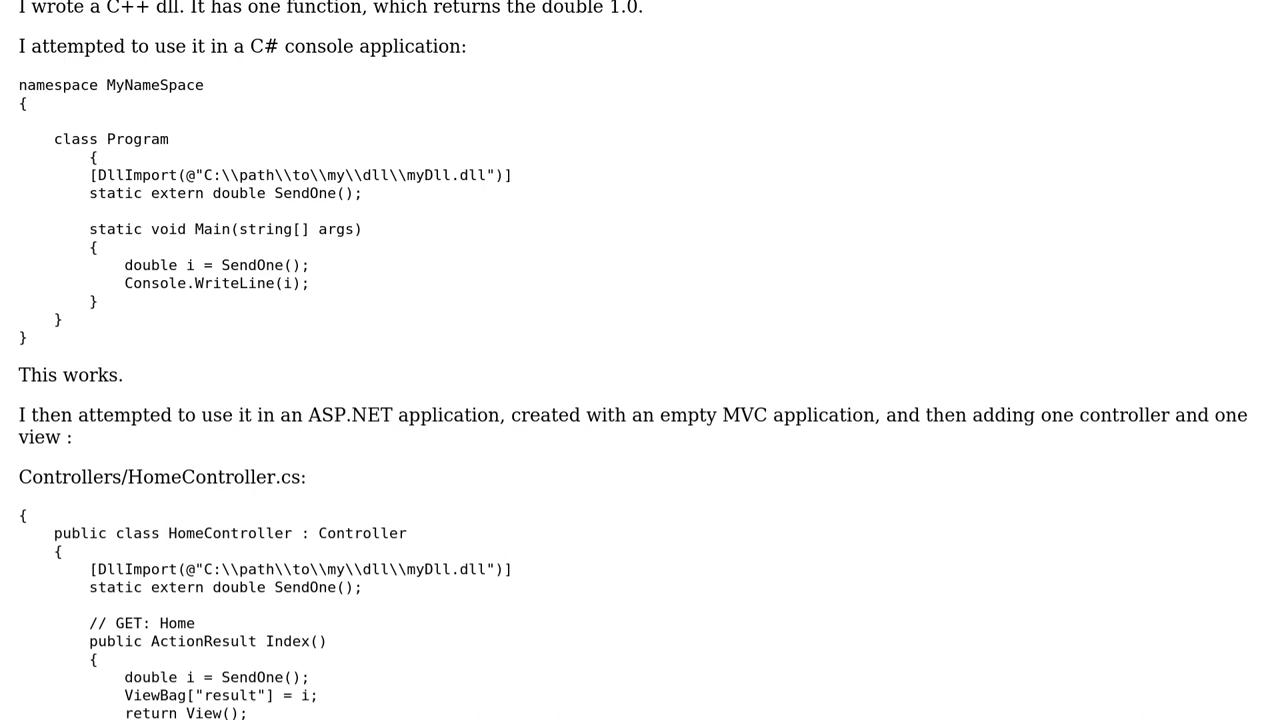 I wrote a C++ dll. It has one function, which returns the double 1.0.
I attempted to use it in a C# console application:
namespace MyNameSpace
{
    class Program
        {
        [DllImport(@"C:\\path\\to\\my\\dll\\myDll.dll")]
        static extern double SendOne();
        static void Main(string[] args)
        {
            double i = SendOne();
            Console.WriteLine(i);
        }
    }
}
This works.
I then attempted to use it in an ASP.NET application, created with an empty MVC application, and then adding one controller and one
view :
Controllers/HomeController.cs:
{
    public class HomeController : Controller
    {
        [DllImport(@"C:\\path\\to\\my\\dll\\myDll.dll")]
        static extern double SendOne();
        // GET: Home
        public ActionResult Index()
        {
            double i = SendOne();
            ViewBag["result"] = i;
            return View();